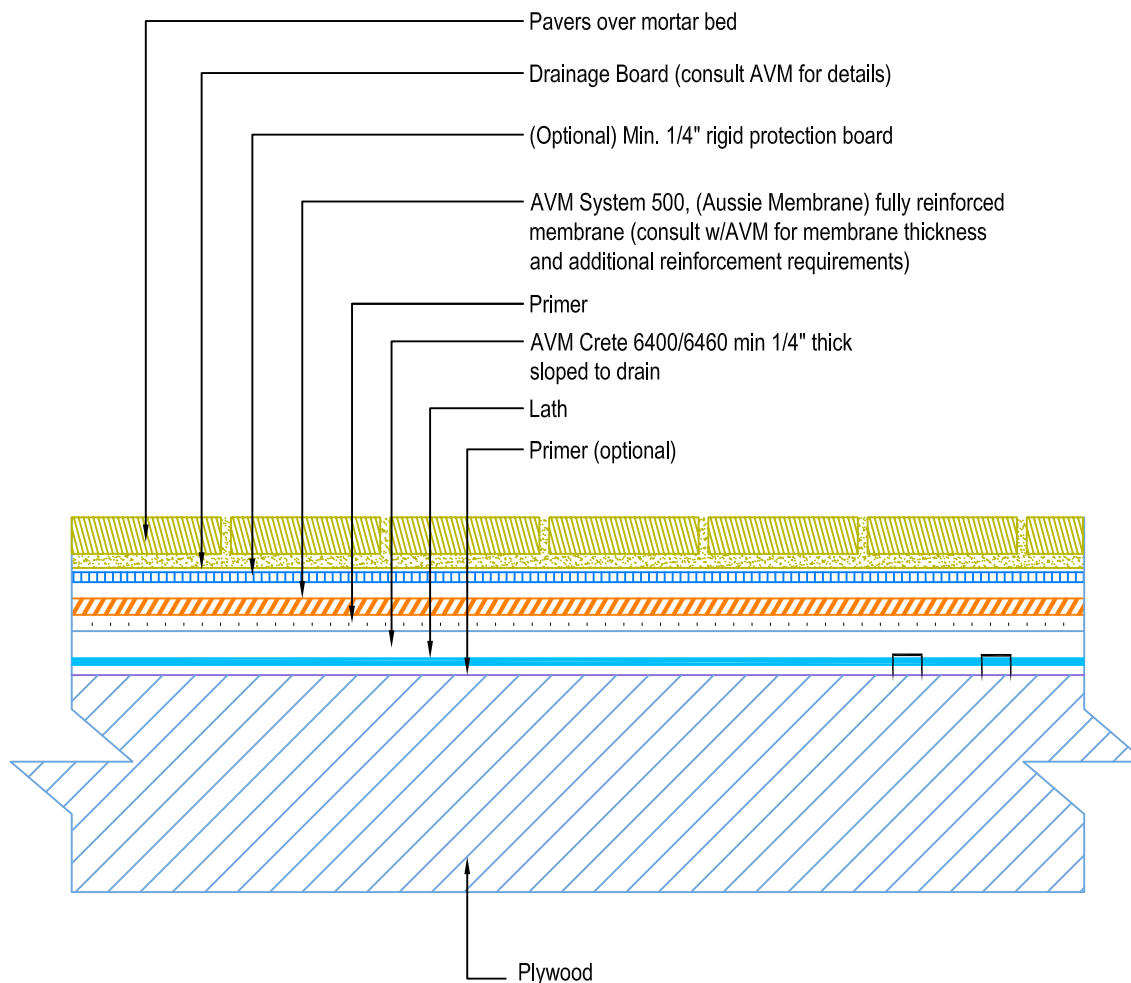 Pavers over mortar bed
Drainage Board (consult AVM for details)
(Optional) Min. 1/4" rigid protection board
AVM System 500, (Aussie Membrane) fully reinforced
membrane (consult w/AVM for membrane thickness
and additional reinforcement requirements)
Primer
AVM Crete 6400/6460 min 1/4" thick
sloped to drain
Lath
Primer (optional)
Plywood